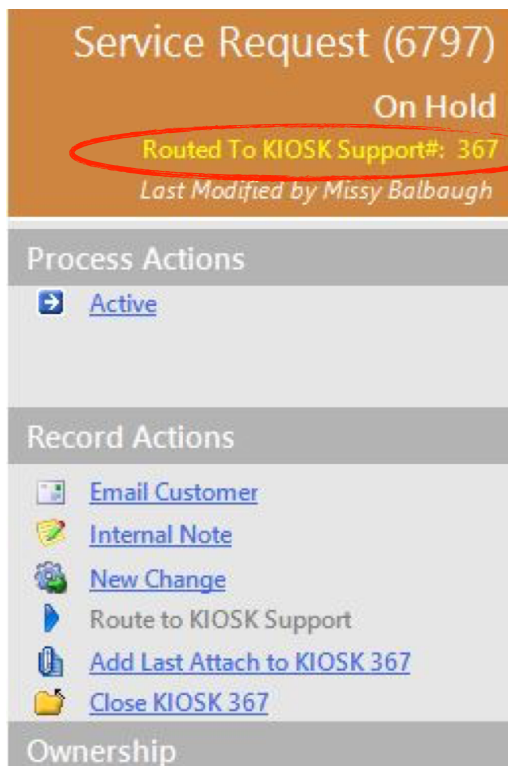 Service Request (6797)
On Hold
Routed To KIOSK Support#: 367
Last Modified by Missy Balbaugh
Process Actions
Active
Record Actions
Email Customer
Internal Note
New Change
Route to KIOSK Support
Add Last Attach to KIOSK 367
Close KIOSK 367
Ownership